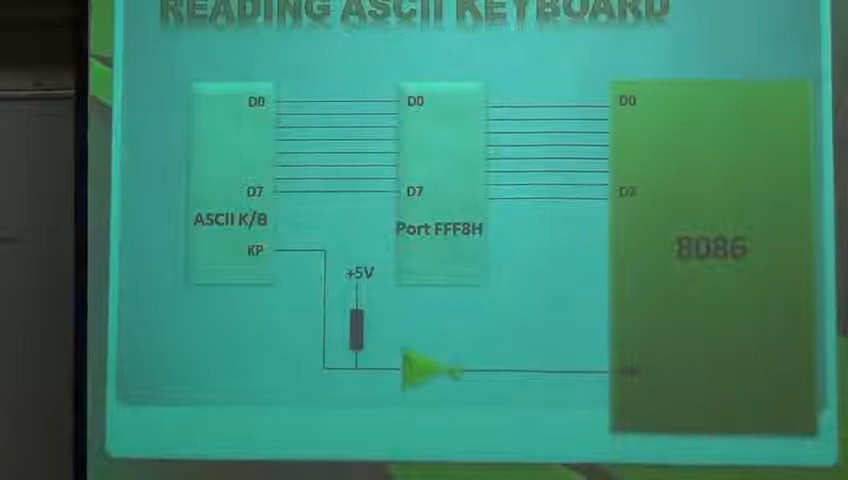 READING ASCII KEYBOARD
D0 D0 D0
D7 D7
ASCII K/B
Port FFF8H
KP
8086
+5V